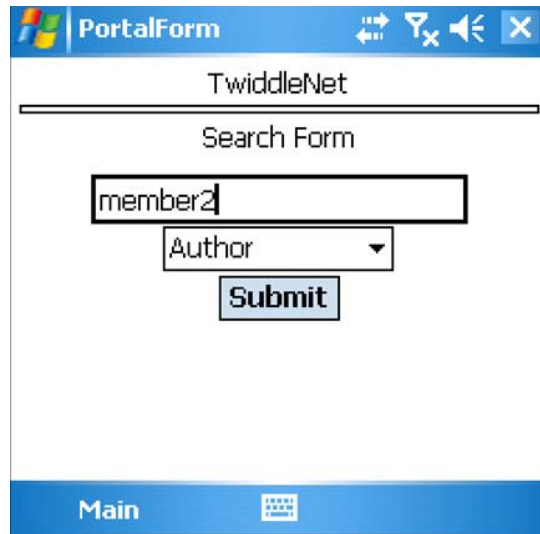 PortalForm
TwiddleNet
Search Form
member2
Author
Submit
Main